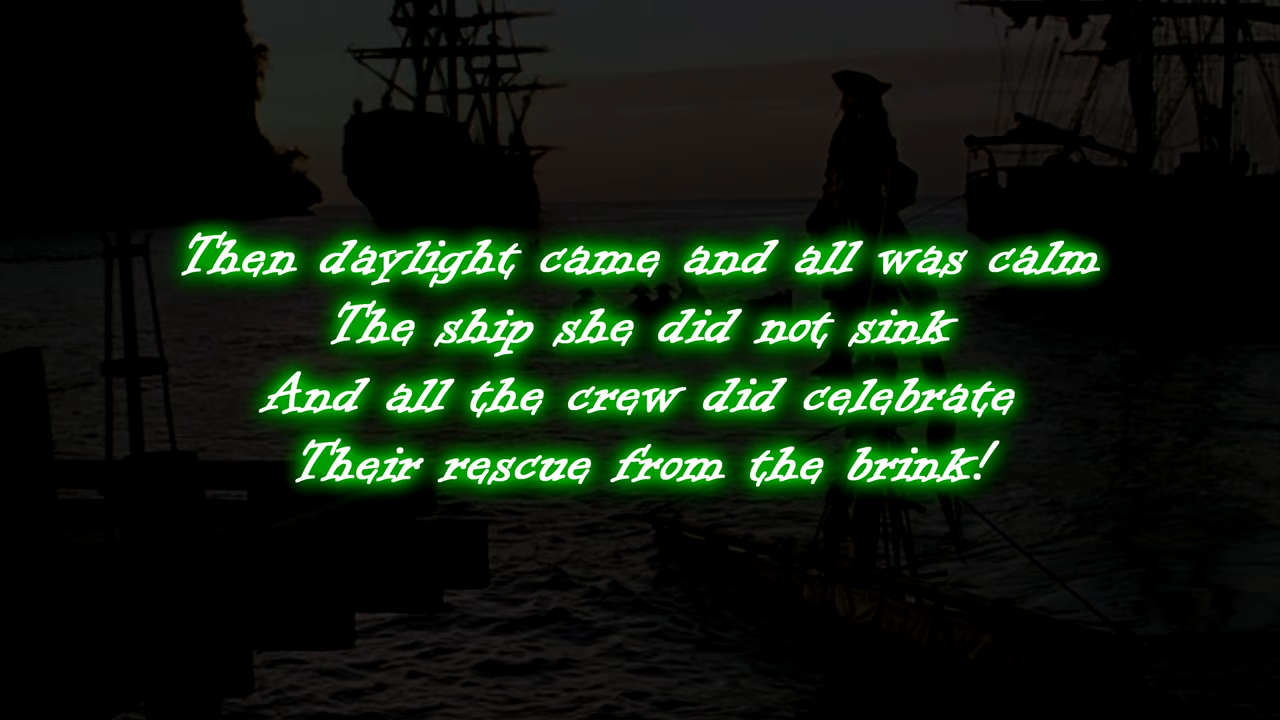 Then daylight came and all was calm
The ship she did not sink
And all the crew did celebrate
Their rescue from the brink!